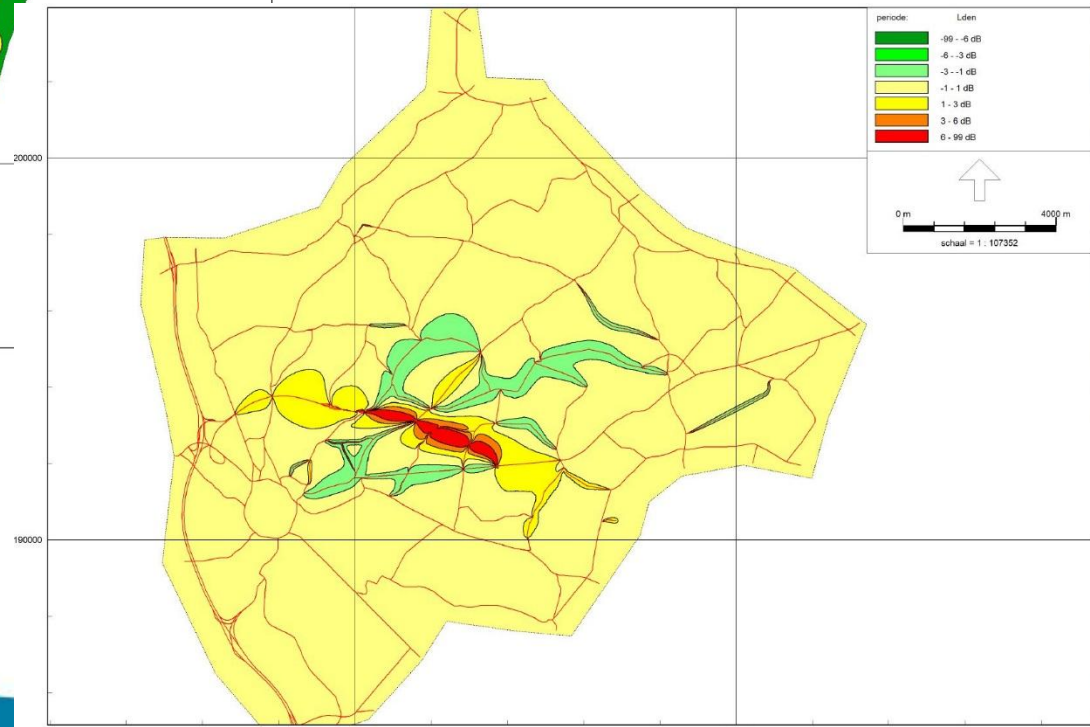 periode: Lden
-99 - -6 dB
-6 - -3 dB
-3 - -1 dB
-1 - 1 dB
1 - 3 dB
3 - 6 dB
6 - 99 dB
0 m 4000 m
schaal = 1 : 107352
200000
190000